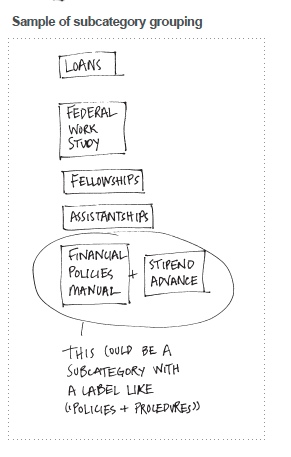 Sample of subcategory grouping
LOANS
FEDERAL
WORK
STUDY
FELLOWSHIPS
ASSISTANTSHIPS
FINANCIAL
POLICIES
MANUAL
+
STIPEND
ADVANCE
THIS COULD BE A
SUBCATEGORY WITH
A LABEL LIKE
"POLICIES + PROCEDURES"